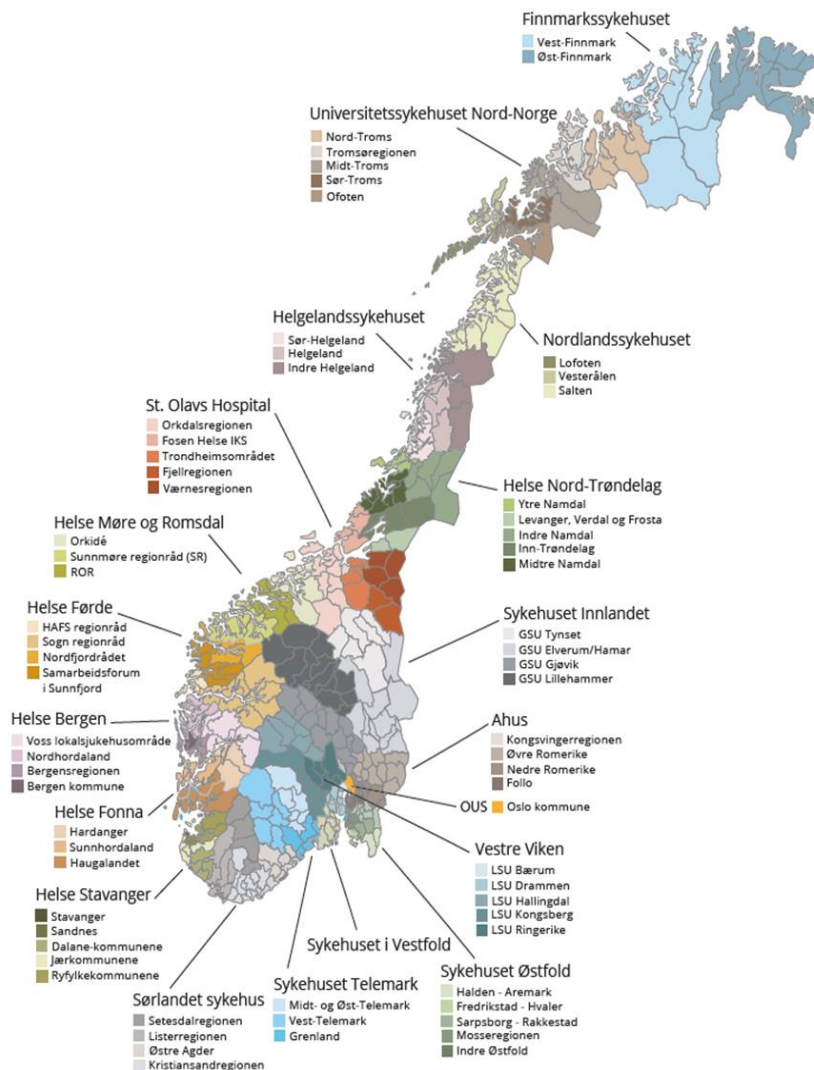 Finnmarkssykehuset
Vest-Finnmark
Øst-Finnmark
Universitetssykehuset Nord-Norge
Nord-Troms
Tromsøregionen
Midt-Troms
Sør-Troms
Ofoten
Helgelandssykehuset
Sør-Helgeland
Helgeland
Indre Helgeland
Nordlandssykehuset
Lofoten
Vesterålen
Salten
St. Olavs Hospital
Orkdalsregionen
Fosen Helse IKS
Trondheimsområdet
Fjellregionen
Værnesregionen
Helse Nord-Trøndelag
Ytre Namdal
Levanger, Verdal og Frosta
Indre Namdal
Inn-Trøndelag
Midtre Namdal
Helse Møre og Romsdal
Orkidé
Sunnmøre regionråd (SR)
ROR
Helse Førde
HAFS regionråd
Sogn regionråd
Nordfjordrådet
Samarbeidsforum
i Sunnfjord
Sykehuset Innlandet
GSU Tynset
GSU Elverum/Hamar
GSU Gjøvik
GSU Lillehammer
Helse Bergen
Voss lokalsjukehusområde
Nordhordaland
Bergensregionen
Bergen kommune
Ahus
Kongsvingerregionen
Øvre Romerike
Nedre Romerike
Follo
OUS
Oslo kommune
Helse Fonna
Hardanger
Sunnhordaland
Haugalandet
Vestre Viken
LSU Bærum
LSU Drammen
LSU Hallingdal
LSU Kongsberg
LSU Ringerike
Helse Stavanger
Stavanger
Sandnes
Dalane-kommunene
Jærkommunene
Ryfylkekommunene
Sykehuset i Vestfold
Sørlandet sykehus
Setesdalregionen
Listerregionen
Østre Agder
Kristiansandregionen
Sykehuset Telemark
Midt- og Øst-Telemark
Vest-Telemark
Grenland
Sykehuset Østfold
Halden - Aremark
Fredrikstad - Hvaler
Sarpsborg - Rakkestad
Mosseregionen
Indre Østfold